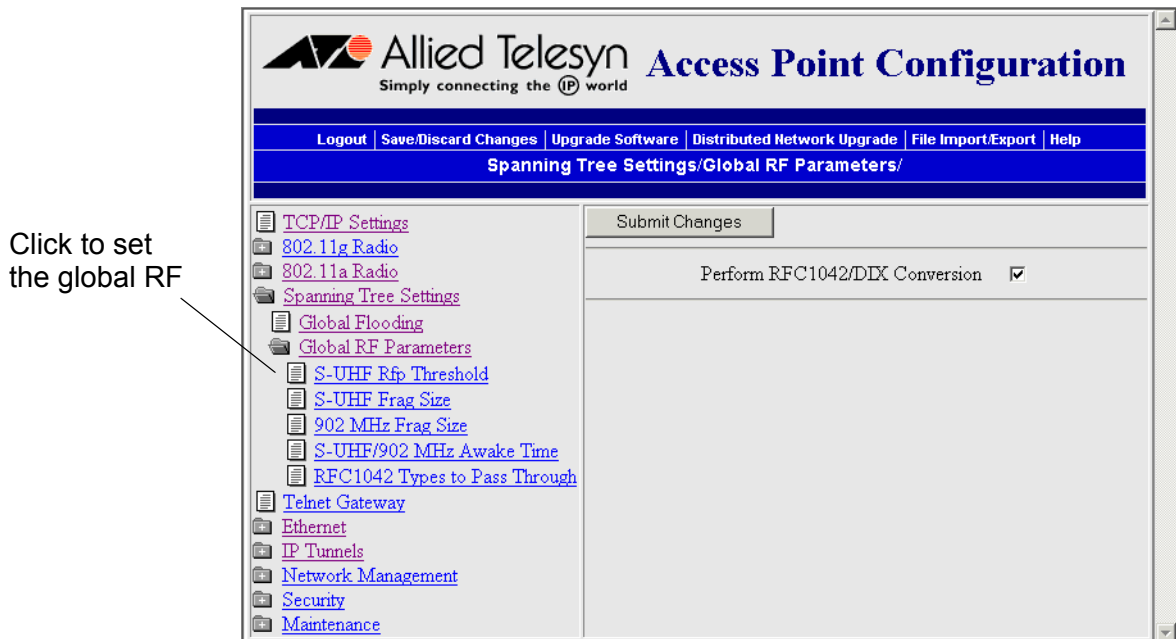 Allied Telesyn
Simply connecting the IP world
Access Point Configuration
Logout | Save/Discard Changes | Upgrade Software | Distributed Network Upgrade | File Import/Export | Help
Spanning Tree Settings/Global RF Parameters/
Click to set
the global RF
TCP/IP Settings
802.11g Radio
802.11a Radio
Spanning Tree Settings
Global Flooding
Global RF Parameters
S-UHF Rfp Threshold
S-UHF Frag Size
902 MHz Frag Size
S-UHF/902 MHz Awake Time
RFC1042 Types to Pass Through
Telnet Gateway
Ethernet
IP Tunnels
Network Management
Security
Maintenance
Submit Changes
Perform RFC1042/DIX Conversion